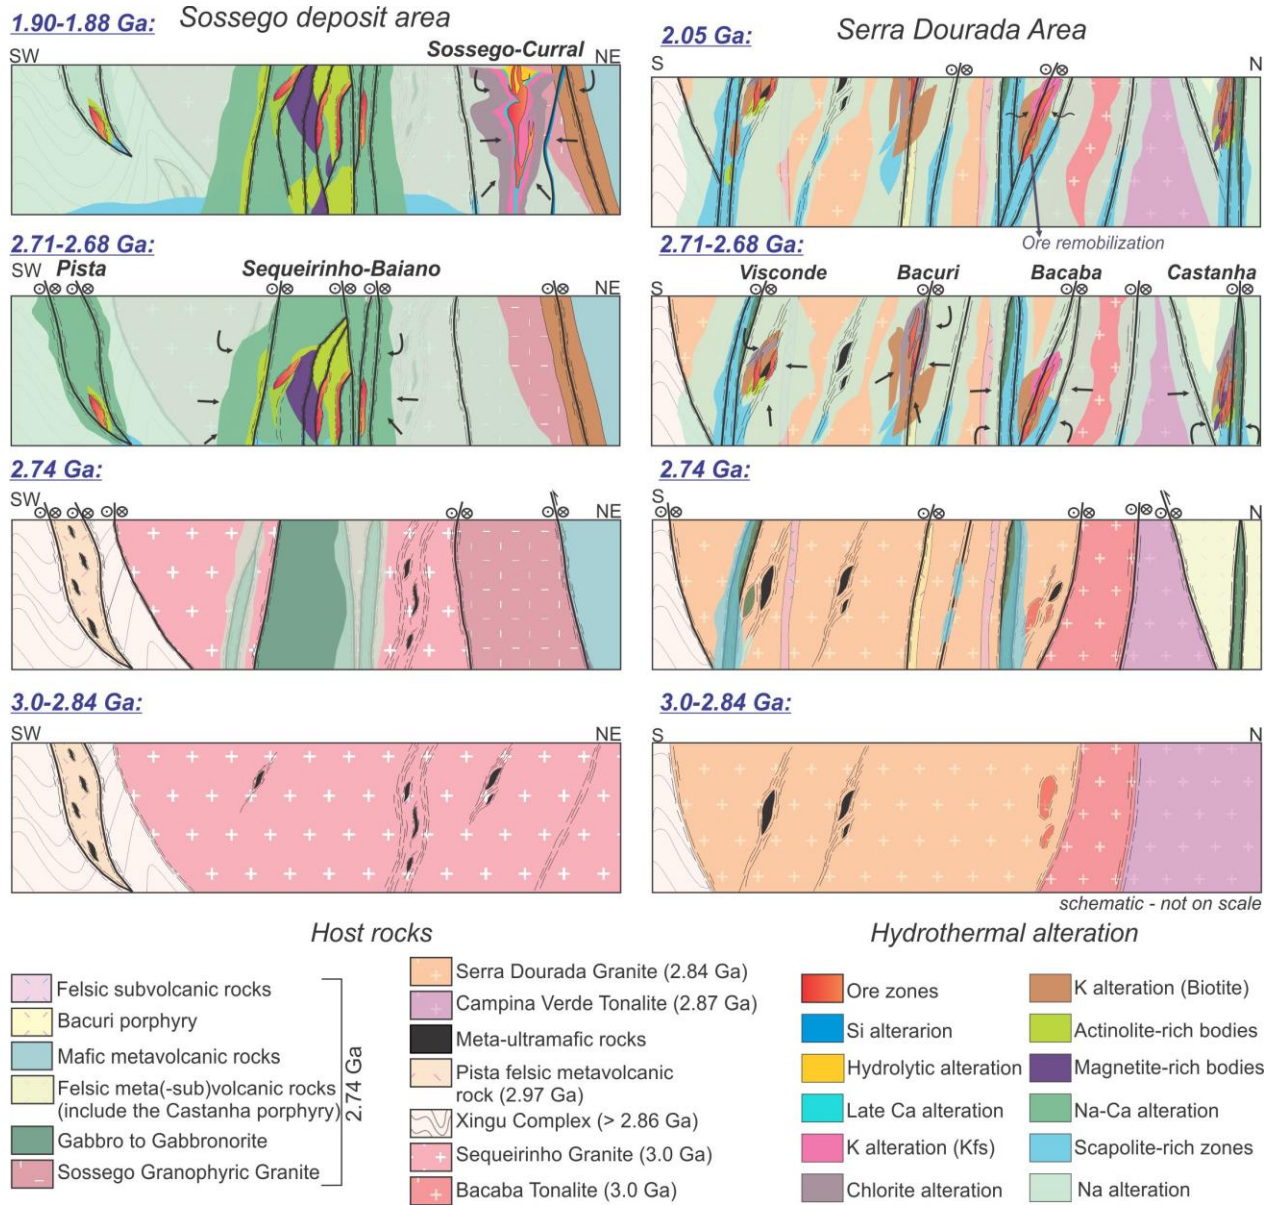 Sossego deposit area
1.90-1.88 Ga:
Sossego-Curral
SW
NE
2.71-2.68 Ga:
SW
Pista
Sequeirinho-Baiano
NE
2.74 Ga:
SW
NE
3.0-2.84 Ga:
SW
NE
Serra Dourada Area
2.05 Ga:
S
N
Ore remobilization
2.71-2.68 Ga:
Visconde
Bacuri
Bacaba
Castanha
S
N
2.74 Ga:
S
N
3.0-2.84 Ga:
S
N
schematic - not on scale
Host rocks
Felsic subvolcanic rocks
Bacuri porphyry
Mafic metavolcanic rocks
Felsic meta(-sub)volcanic rocks
(include the Castanha porphyry)
Gabbro to Gabbronorite
Sossego Granophyric Granite
2.74 Ga
Serra Dourada Granite (2.84 Ga)
Campina Verde Tonalite (2.87 Ga)
Meta-ultramafic rocks
Pista felsic metavolcanic
rock (2.97 Ga)
Xingu Complex (> 2.86 Ga)
Sequeirinho Granite (3.0 Ga)
Bacaba Tonalite (3.0 Ga)
Hydrothermal alteration
Ore zones
Si alterarion
Hydrolytic alteration
Late Ca alteration
K alteration (Kfs)
Chlorite alteration
K alteration (Biotite)
Actinolite-rich bodies
Magnetite-rich bodies
Na-Ca alteration
Scapolite-rich zones
Na alteration